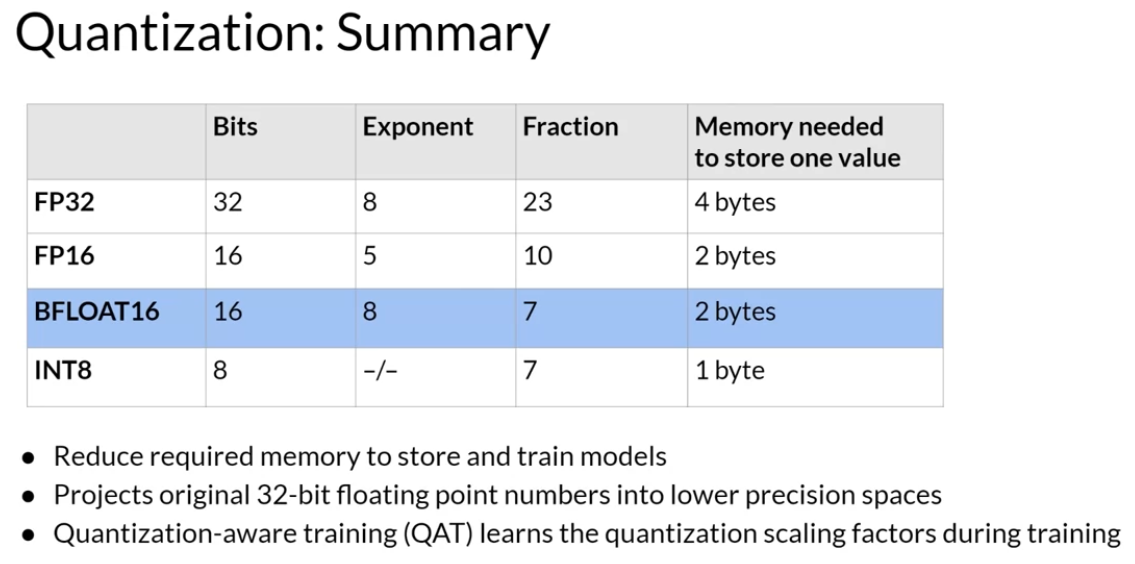 Quantization: Summary
Bits Exponent Fraction Memory needed
to store one value
FP32 32 8 23 4 bytes
FP16 16 5 10 2 bytes
BFLOAT16 16 8 7 2 bytes
INT8 8 –/– 7 1 byte
● Reduce required memory to store and train models
● Projects original 32-bit floating point numbers into lower precision spaces
● Quantization-aware training (QAT) learns the quantization scaling factors during training